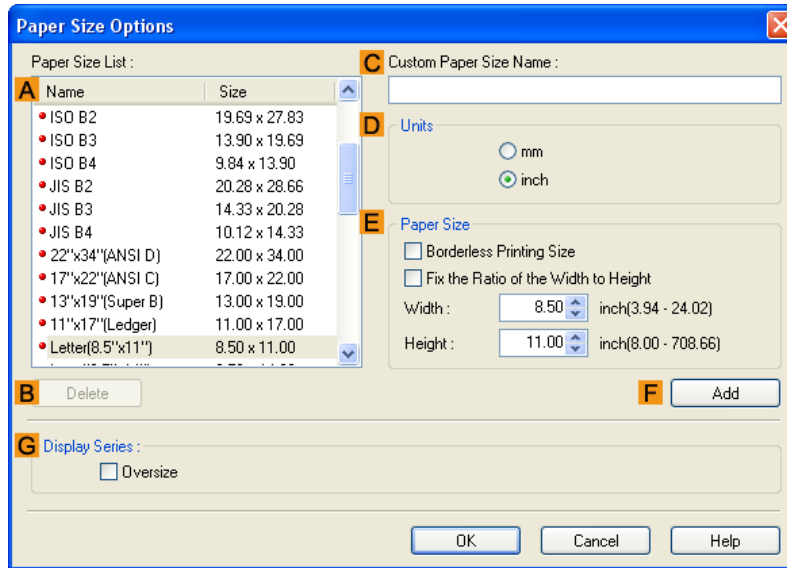 Paper Size Options
Paper Size List :
A Name Size
ISO B2 19.69 x 27.83
ISO B3 13.90 x 19.69
ISO B4 9.84 x 13.90
JIS B2 20.28 x 28.66
JIS B3 14.33 x 20.28
JIS B4 10.12 x 14.33
22"x34"(ANSI D) 22.00 x 34.00
17"x22"(ANSI C) 17.00 x 22.00
13"x19"(Super B) 13.00 x 19.00
11"x17"(Ledger) 11.00 x 17.00
Letter(8.5"x11") 8.50 x 11.00
B Delete
C Custom Paper Size Name :
D Units
mm
inch
E Paper Size
Borderless Printing Size
Fix the Ratio of the Width to Height
Width : 8.50 inch(3.94 - 24.02)
Height : 11.00 inch(8.00 - 708.66)
F Add
G Display Series :
Oversize
OK Cancel Help